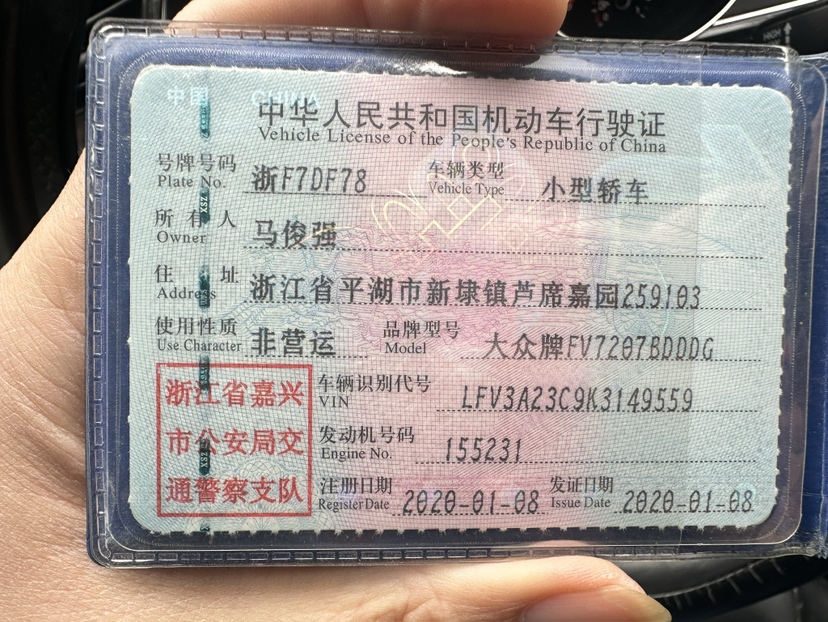 中国 CHINA
中华人民共和国机动车行驶证
Vehicle License of the People's Republic of China
号牌号码 浙F7DF78 车辆类型 小型轿车
Plate No. Vehicle Type
所有人 马俊强
Owner
住址 浙江省平湖市新埭镇芦席嘉园259103
Address
使用性质 非营运 品牌型号 大众牌FV7207BDDDG
Use Character Model
浙江省嘉兴
市公安局交
通警察支队
车辆识别代号 LFV3A23C9K3149559
VIN
发动机号码 155231
Engine No.
注册日期 2020-01-08 发证日期 2020-01-08
Register Date Issue Date
XSZ
XSZ
HIGH